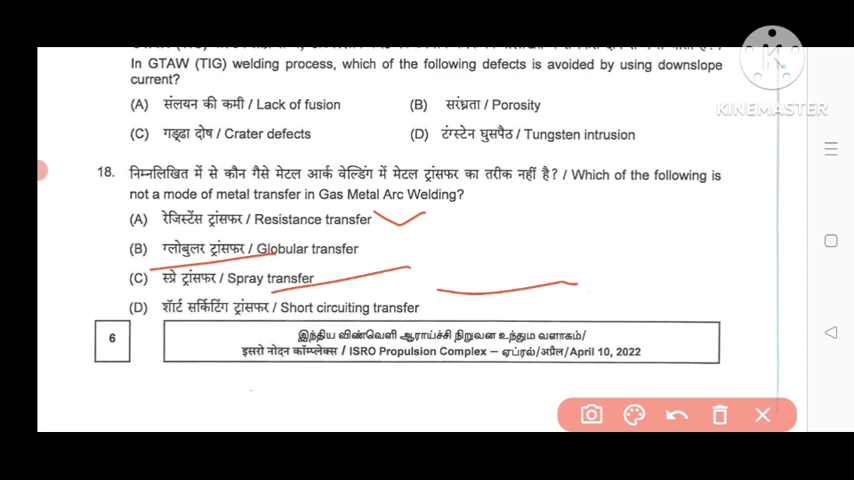 In GTAW (TIG) welding process, which of the following defects is avoided by using downslope
current?
(A) संलयन की कमी / Lack of fusion (B) सरंध्रता / Porosity
(C) गड्ढा दोष / Crater defects (D) टंग्स्टेन घुसपैठ / Tungsten intrusion
18. निम्नलिखित में से कौन गैसे मेटल आर्क वेल्डिंग में मेटल ट्रांसफर का तरीक नहीं है? / Which of the following is
not a mode of metal transfer in Gas Metal Arc Welding?
(A) रेजिस्टेंस ट्रांसफर / Resistance transfer
(B) ग्लोबुलर ट्रांसफर / Globular transfer
(C) स्प्रे ट्रांसफर / Spray transfer
(D) शॉर्ट सर्किटिंग ट्रांसफर / Short circuiting transfer
6
இந்திய விண்வெளி ஆராய்ச்சி நிறுவன உந்தும வளாகம்/
इसरो नोदन कॉम्प्लेक्स / ISRO Propulsion Complex – ஏப்ரல்/अप्रैल/April 10, 2022
K
KINEMASTER